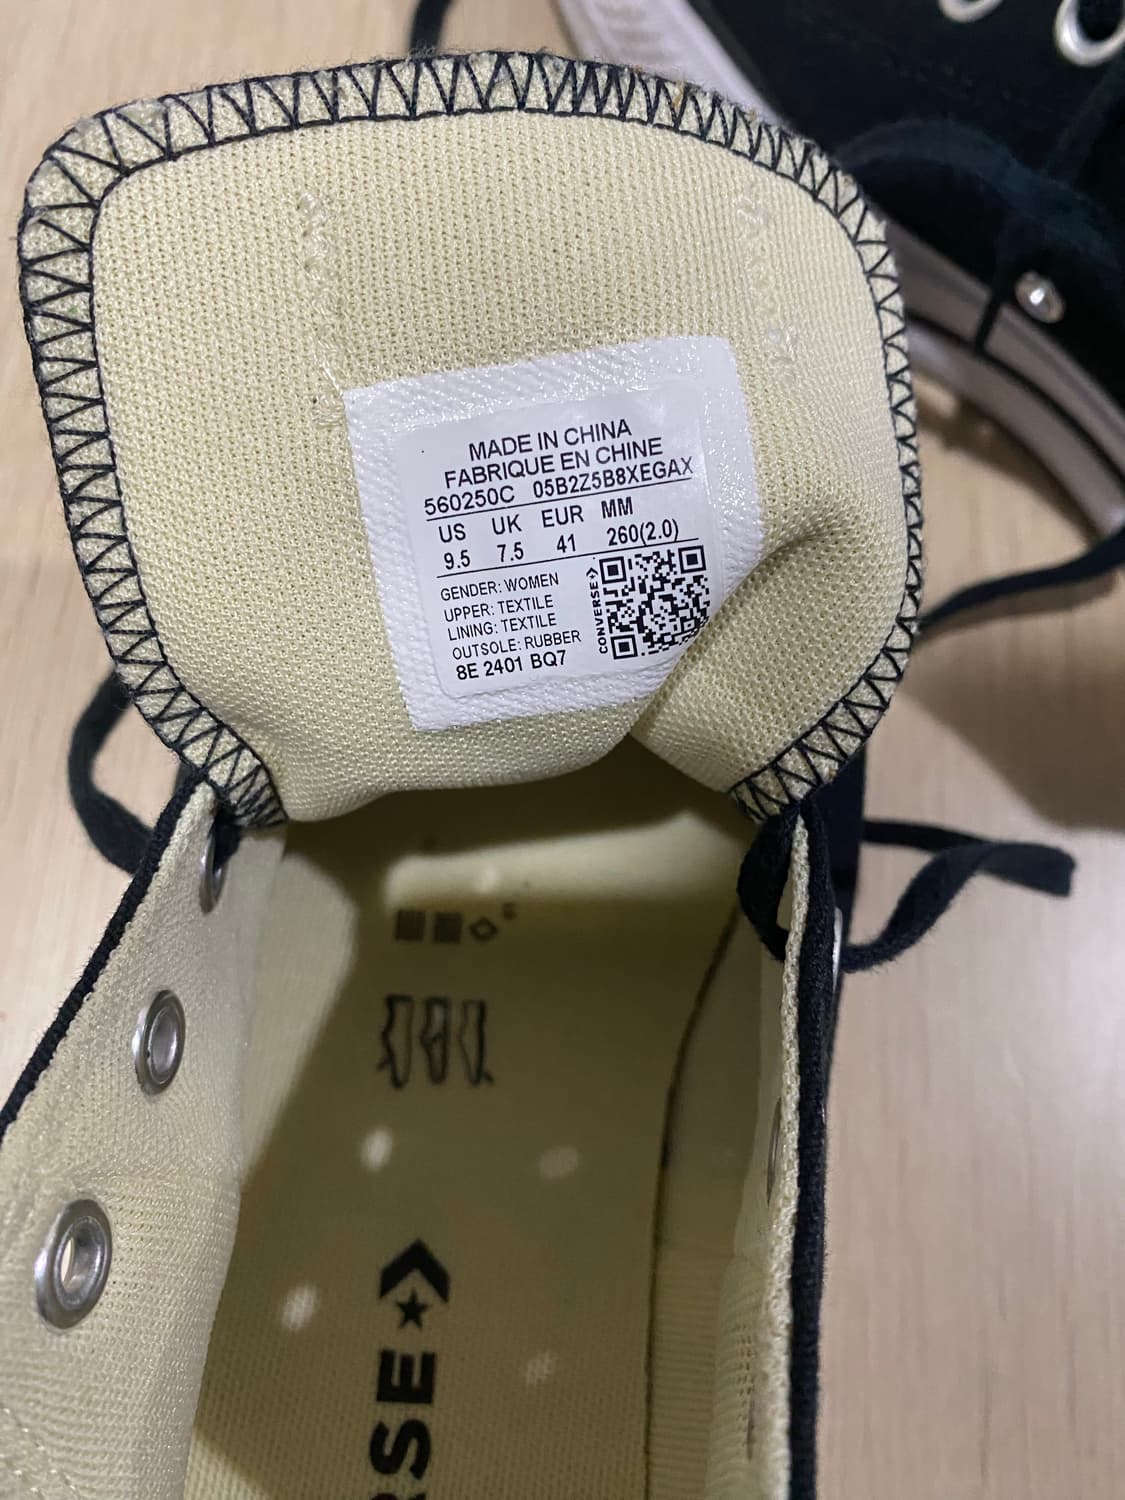 MADE IN CHINA
FABRIQUE EN CHINE
560250C 05B2Z5B8XEGAX
US UK EUR MM
9.5 7.5 41 260(2.0)
GENDER: WOMEN
UPPER: TEXTILE
LINING: TEXTILE
OUTSOLE: RUBBER
8E 2401 BQ7
CONVERSE
RSE